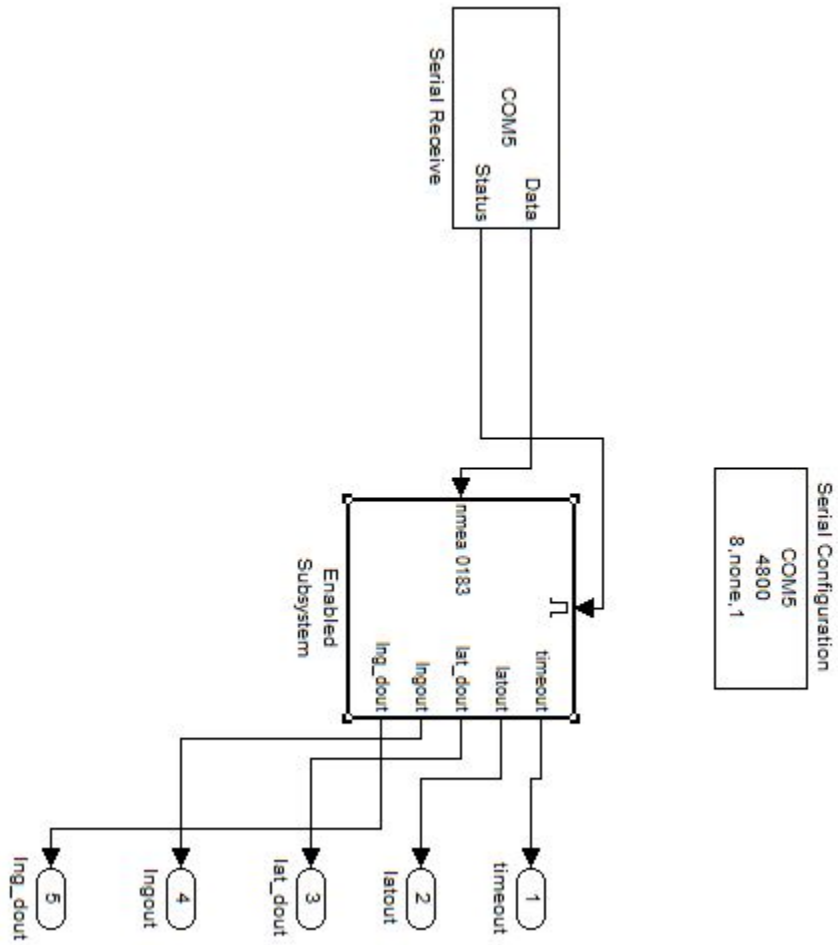 Serial Configuration
COM5
4800
8,none,1
COM5
Data
Status
Serial Receive
nmea 0183
timeout
latout
lat_dout
lngout
lng_dout
Enabled
Subsystem
1
timeout
2
latout
3
lat_dout
4
lngout
5
lng_dout